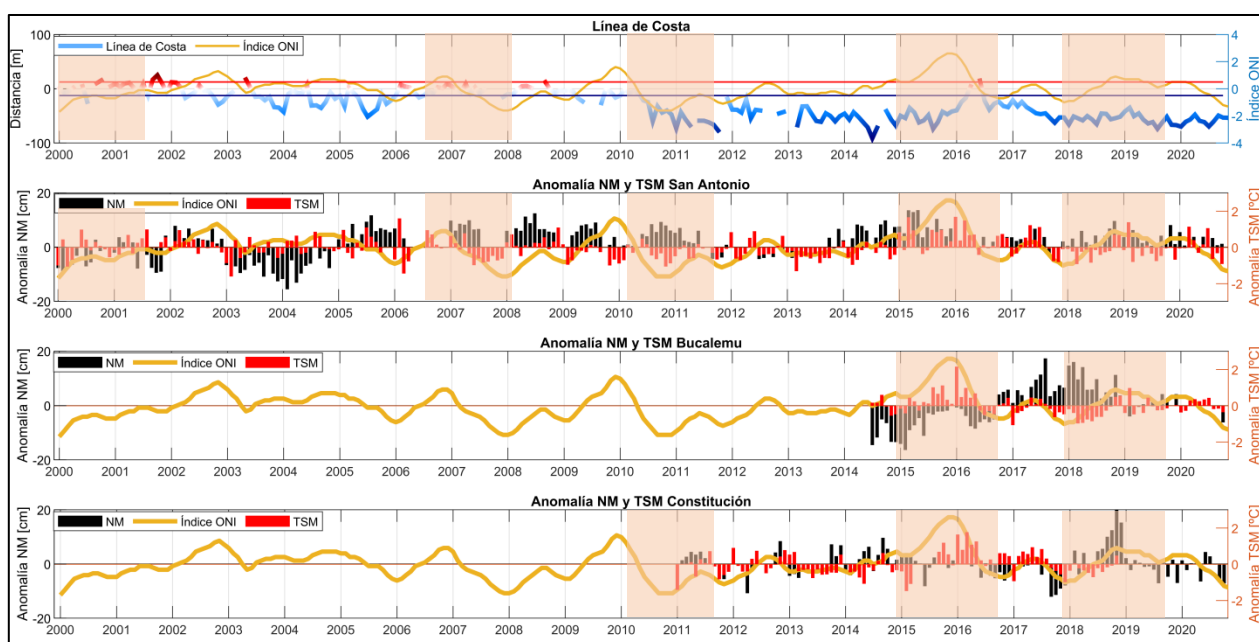 Línea de Costa
Línea de Costa Índice ONI
Distancia [m]
100
0
-100
4
2
0
-2
-4
Índice ONI
2000 2001 2002 2003 2004 2005 2006 2007 2008 2009 2010 2011 2012 2013 2014 2015 2016 2017 2018 2019 2020
Anomalía NM y TSM San Antonio
NM Índice ONI TSM
Anomalía NM [cm]
20
0
-20
2
0
-2
Anomalía TSM [ºC]
2000 2001 2002 2003 2004 2005 2006 2007 2008 2009 2010 2011 2012 2013 2014 2015 2016 2017 2018 2019 2020
Anomalía NM y TSM Bucalemu
NM Índice ONI TSM
Anomalía NM [cm]
20
0
-20
2
0
-2
Anomalía TSM [ºC]
2000 2001 2002 2003 2004 2005 2006 2007 2008 2009 2010 2011 2012 2013 2014 2015 2016 2017 2018 2019 2020
Anomalía NM y TSM Constitución
NM Índice ONI TSM
Anomalía NM [cm]
20
0
-20
2
0
-2
Anomalía TSM [ºC]
2000 2001 2002 2003 2004 2005 2006 2007 2008 2009 2010 2011 2012 2013 2014 2015 2016 2017 2018 2019 2020